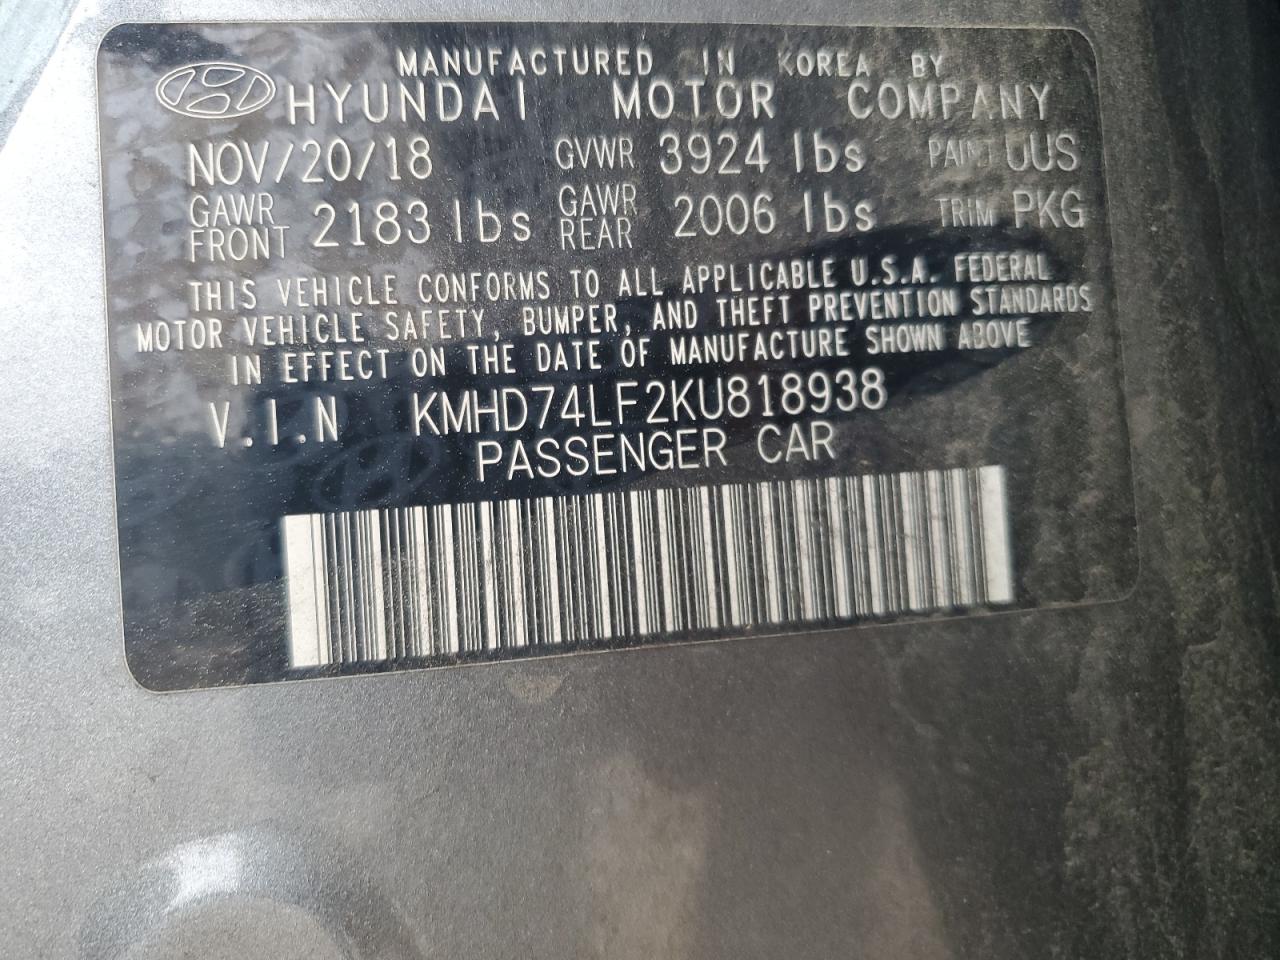 MANUFACTURED IN KOREA BY
HYUNDAI MOTOR COMPANY
NOV/20/18 GVWR 3924 lbs PAINT UUS
GAWR FRONT 2183 lbs GAWR REAR 2006 lbs TRIM PKG
THIS VEHICLE CONFORMS TO ALL APPLICABLE U.S.A. FEDERAL
MOTOR VEHICLE SAFETY, BUMPER, AND THEFT PREVENTION STANDARDS
IN EFFECT ON THE DATE OF MANUFACTURE SHOWN ABOVE
V.I.N KMHD74LF2KU818938
PASSENGER CAR